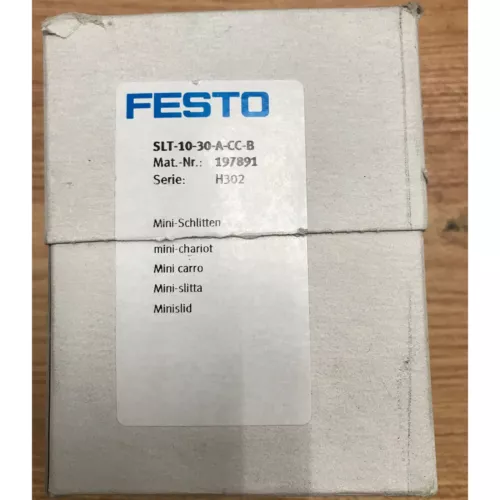 FESTO
SLT-10-30-A-CC-B
Mat.-Nr.: 197891
Serie: H302
Mini-Schlitten
mini-chariot
Mini carro
Mini-slitta
Minislid